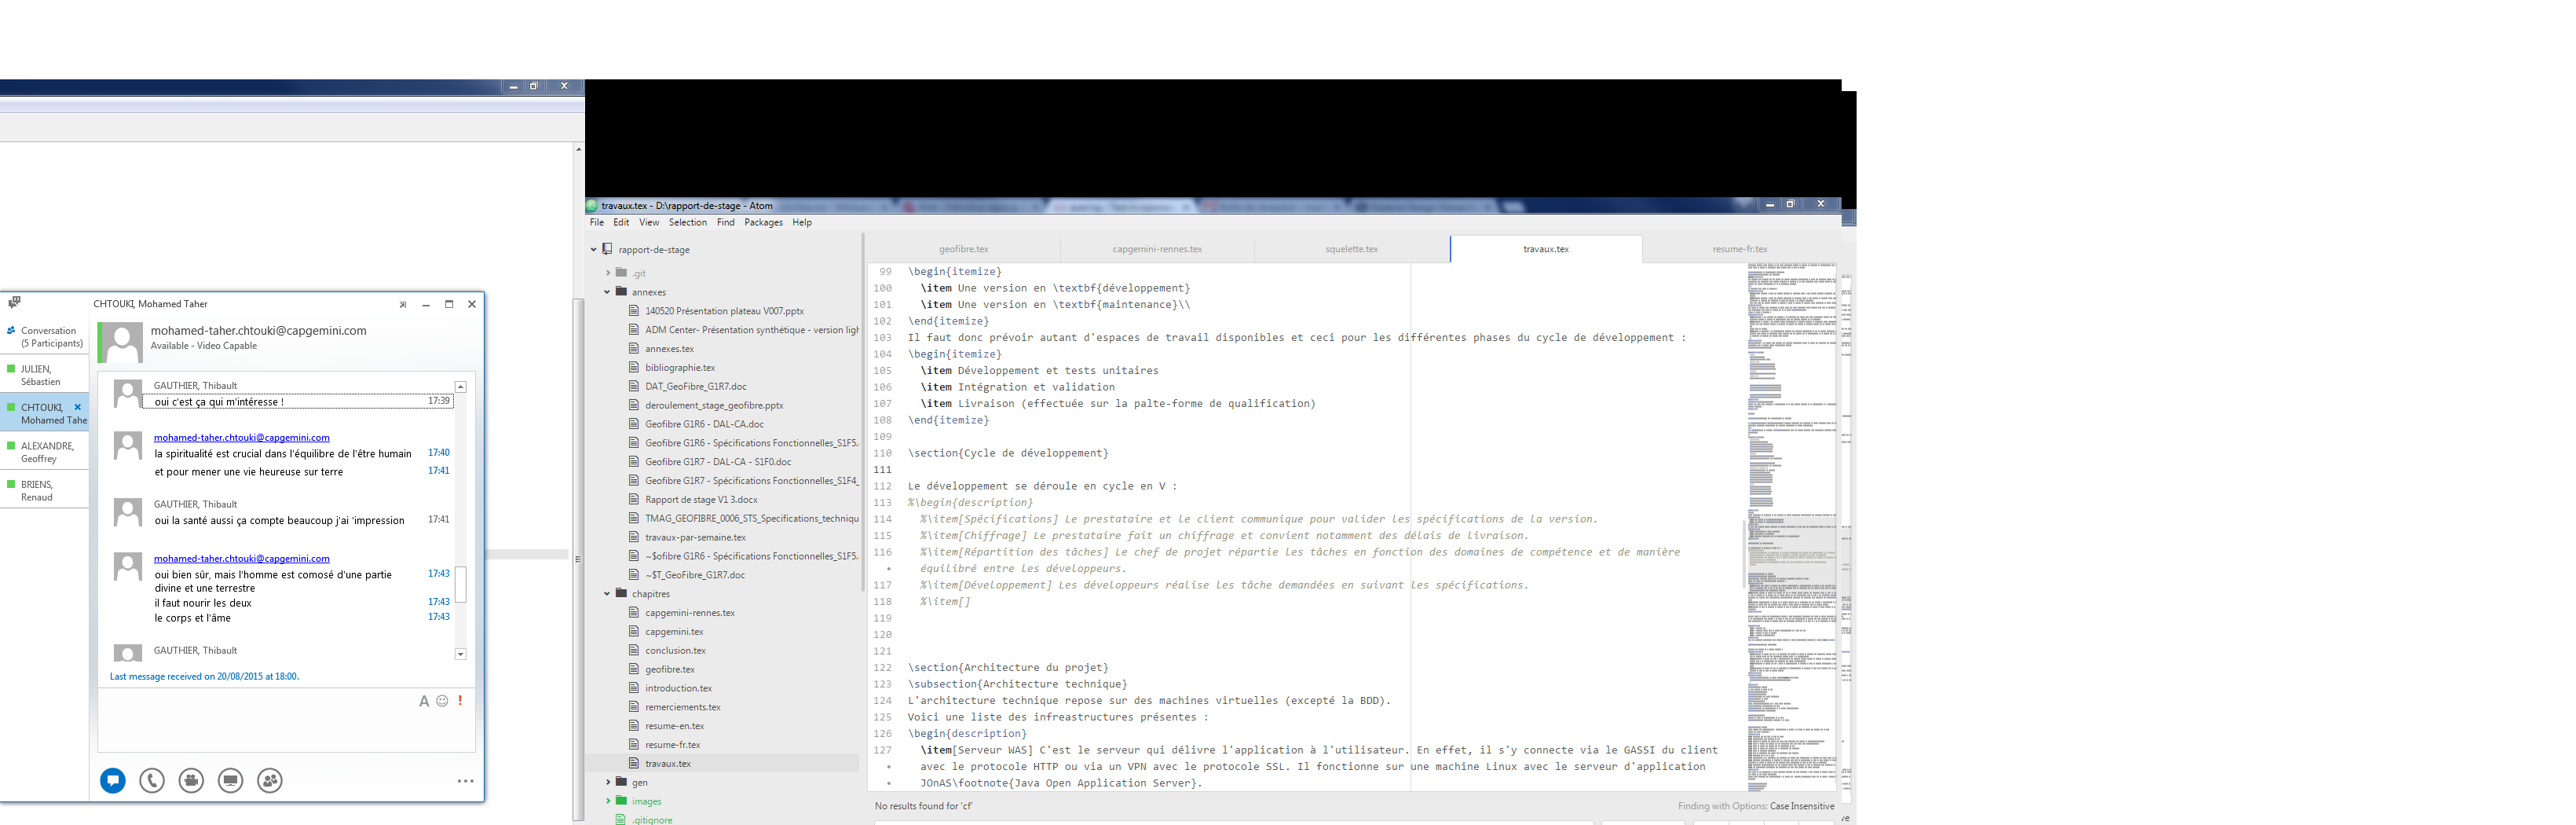 CHTOUKI, Mohamed Taher
Conversation
(5 Participants)
JULIEN,
Sébastien
CHTOUKI,
Mohamed Tahe
ALEXANDRE,
Geoffrey
BRIENS,
Renaud
mohamed-taher.chtouki@capgemini.com
Available - Video Capable
GAUTHIER, Thibault
oui c'est ça qui m'intéresse ! 17:39
mohamed-taher.chtouki@capgemini.com
la spiritualité est crucial dans l'équilibre de l'être humain 17:40
et pour mener une vie heureuse sur terre 17:41
GAUTHIER, Thibault
oui la santé aussi ça compte beaucoup j'ai 'impression 17:41
mohamed-taher.chtouki@capgemini.com
oui bien sûr, mais l'homme est comosé d'une partie 17:43
divine et une terrestre
il faut nourir les deux 17:43
le corps et l'âme 17:43
GAUTHIER, Thibault
Last message received on 20/08/2015 at 18:00.
travaux.tex - D:\rapport-de-stage - Atom
File Edit View Selection Find Packages Help
rapport-de-stage
.git
annexes
140520 Présentation plateau V007.pptx
ADM Center- Présentation synthétique - version ligh
annexes.tex
bibliographie.tex
DAT_GeoFibre_G1R7.doc
deroulement_stage_geofibre.pptx
Geofibre G1R6 - DAL-CA.doc
Geofibre G1R6 - Spécifications Fonctionnelles_S1F5.
Geofibre G1R7 - DAL-CA - S1F0.doc
Geofibre G1R7 - Spécifications Fonctionnelles_S1F4_
Rapport de stage V1 3.docx
TMAG_GEOFIBRE_0006_STS_Specifications_techniqu
travaux-par-semaine.tex
~$ofibre G1R6 - Spécifications Fonctionnelles_S1F5.
~$T_GeoFibre_G1R7.doc
chapitres
capgemini-rennes.tex
capgemini.tex
conclusion.tex
geofibre.tex
introduction.tex
remerciements.tex
resume-en.tex
resume-fr.tex
travaux.tex
gen
images
.gitignore
geofibre.tex capgemini-rennes.tex squelette.tex travaux.tex resume-fr.tex
99 \begin{itemize}
100 \item Une version en \textbf{développement}
101 \item Une version en \textbf{maintenance}\\
102 \end{itemize}
103 Il faut donc prévoir autant d'espaces de travail disponibles et ceci pour les différentes phases du cycle de développement :
104 \begin{itemize}
105 \item Développement et tests unitaires
106 \item Intégration et validation
107 \item Livraison (effectuée sur la palte-forme de qualification)
108 \end{itemize}
109
110 \section{Cycle de développement}
111
112 Le développement se déroule en cycle en V :
113 %\begin{description}
114 %\item[Spécifications] Le prestataire et le client communique pour valider les spécifications de la version.
115 %\item[Chiffrage] Le prestataire fait un chiffrage et convient notamment des délais de livraison.
116 %\item[Répartition des tâches] Le chef de projet répartie les tâches en fonction des domaines de compétence et de manière
• équilibré entre les développeurs.
117 %\item[Développement] Les développeurs réalise les tâche demandées en suivant les spécifications.
118 %\item[]
119
120
121
122 \section{Architecture du projet}
123 \subsection{Architecture technique}
124 L'architecture technique repose sur des machines virtuelles (excepté la BDD).
125 Voici une liste des infreastructures présentes :
126 \begin{description}
127 \item[Serveur WAS] C'est le serveur qui délivre l'application à l'utilisateur. En effet, il s'y connecte via le GASSI du client
• avec le protocole HTTP ou via un VPN avec le protocole SSL. Il fonctionne sur une machine Linux avec le serveur d'application
• JOnAS\footnote{Java Open Application Server}.
No results found for 'cf' Finding with Options: Case Insensitive